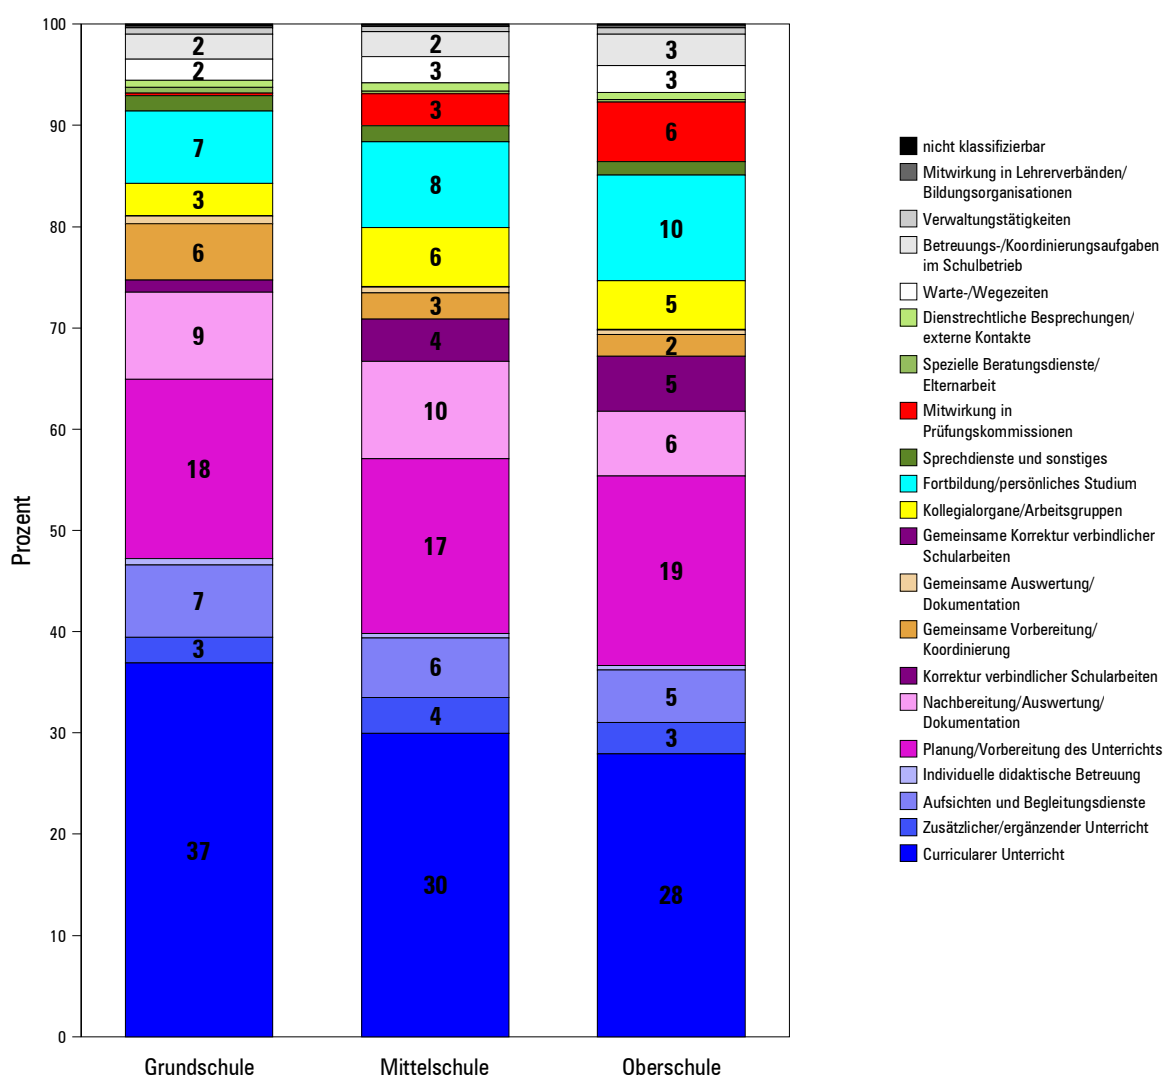 100
90
80
70
60
50
40
30
20
10
0
Prozent
2
2
7
3
6
9
18
7
3
37
Grundschule
2
3
3
8
6
3
4
10
17
6
4
30
Mittelschule
3
3
6
10
5
2
5
6
19
5
3
28
Oberschule
nicht klassifizierbar
Mitwirkung in Lehrerverbänden/
Bildungsorganisationen
Verwaltungstätigkeiten
Betreuungs-/Koordinierungsaufgaben
im Schulbetrieb
Warte-/Wegezeiten
Dienstrechtliche Besprechungen/
externe Kontakte
Spezielle Beratungsdienste/
Elternarbeit
Mitwirkung in
Prüfungskommissionen
Sprechdienste und sonstiges
Fortbildung/persönliches Studium
Kollegialorgane/Arbeitsgruppen
Gemeinsame Korrektur verbindlicher
Schularbeiten
Gemeinsame Auswertung/
Dokumentation
Gemeinsame Vorbereitung/
Koordinierung
Korrektur verbindlicher Schularbeiten
Nachbereitung/Auswertung/
Dokumentation
Planung/Vorbereitung des Unterrichts
Individuelle didaktische Betreuung
Aufsichten und Begleitungsdienste
Zusätzlicher/ergänzender Unterricht
Curricularer Unterricht